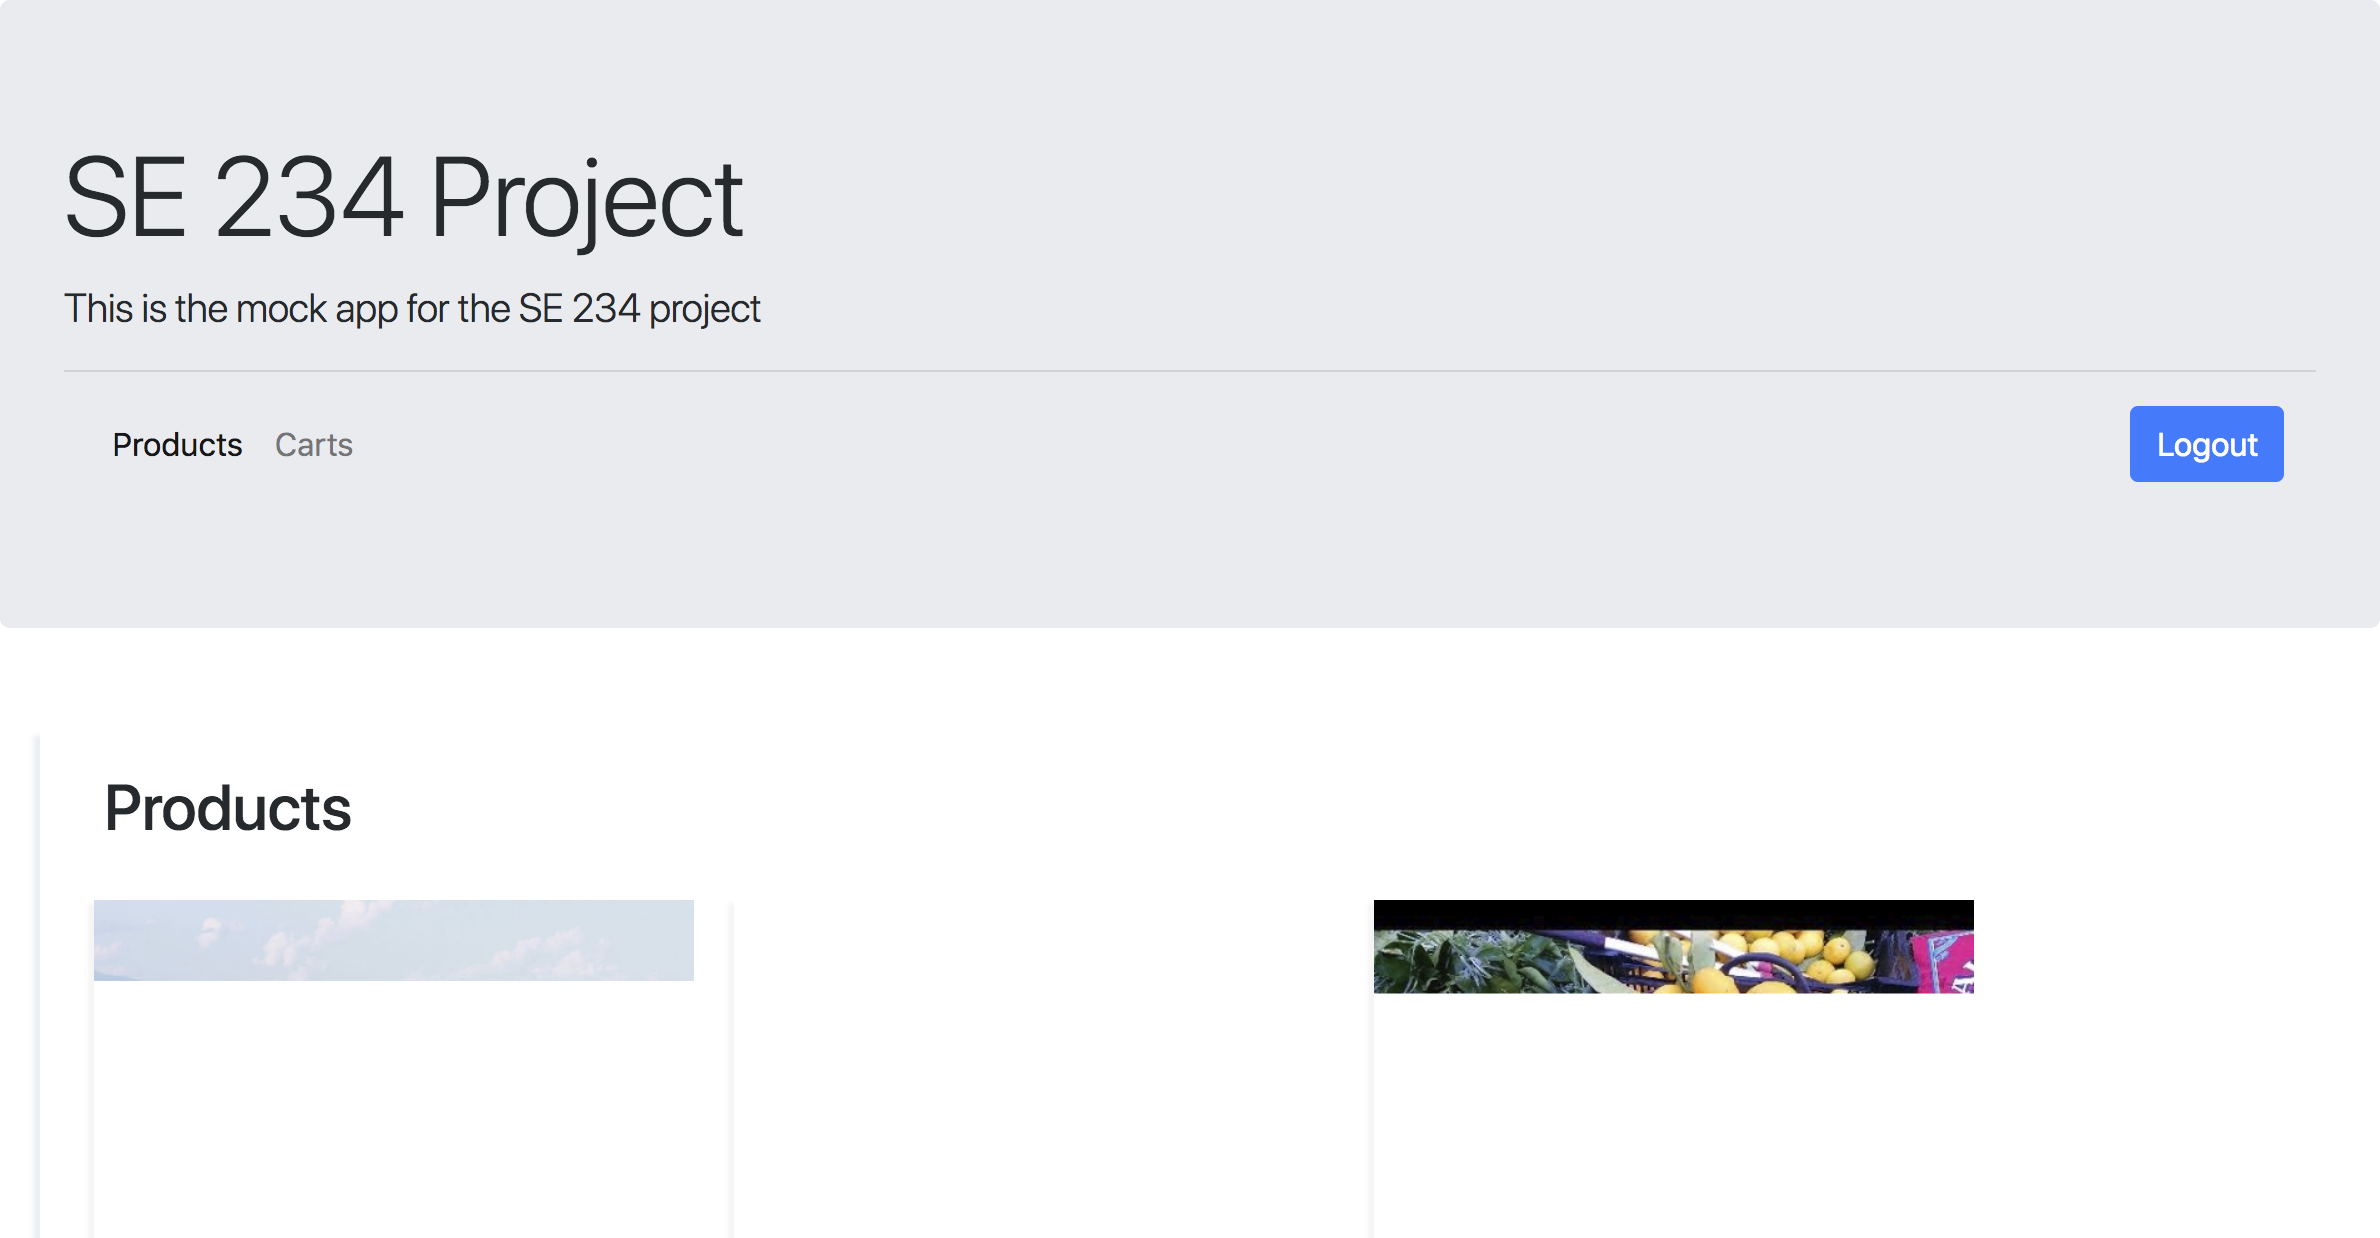 SE 234 Project
This is the mock app for the SE 234 project
Products Carts
Logout
Products